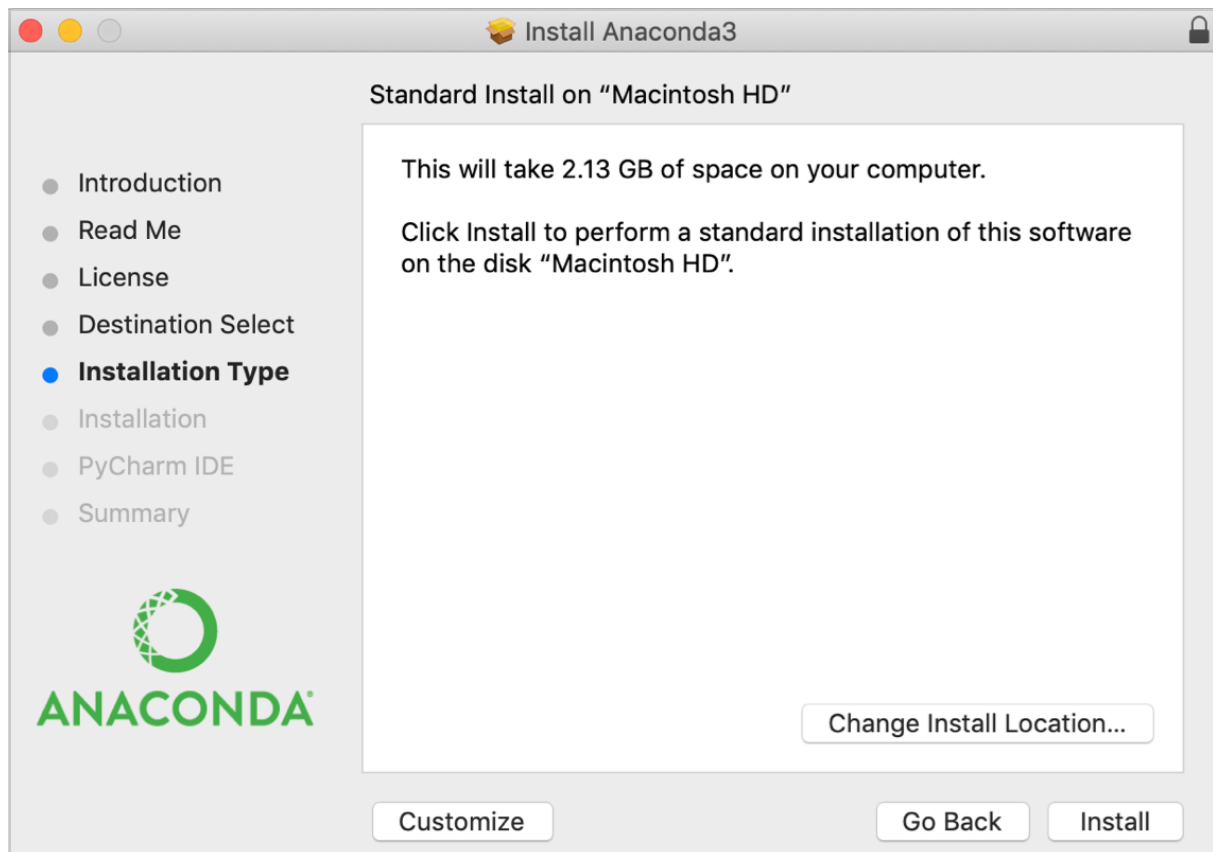 Install Anaconda3
Standard Install on “Macintosh HD”
Introduction
Read Me
License
Destination Select
Installation Type
Installation
PyCharm IDE
Summary
ANACONDA®
This will take 2.13 GB of space on your computer.
Click Install to perform a standard installation of this software
on the disk “Macintosh HD”.
Change Install Location...
Customize
Go Back
Install